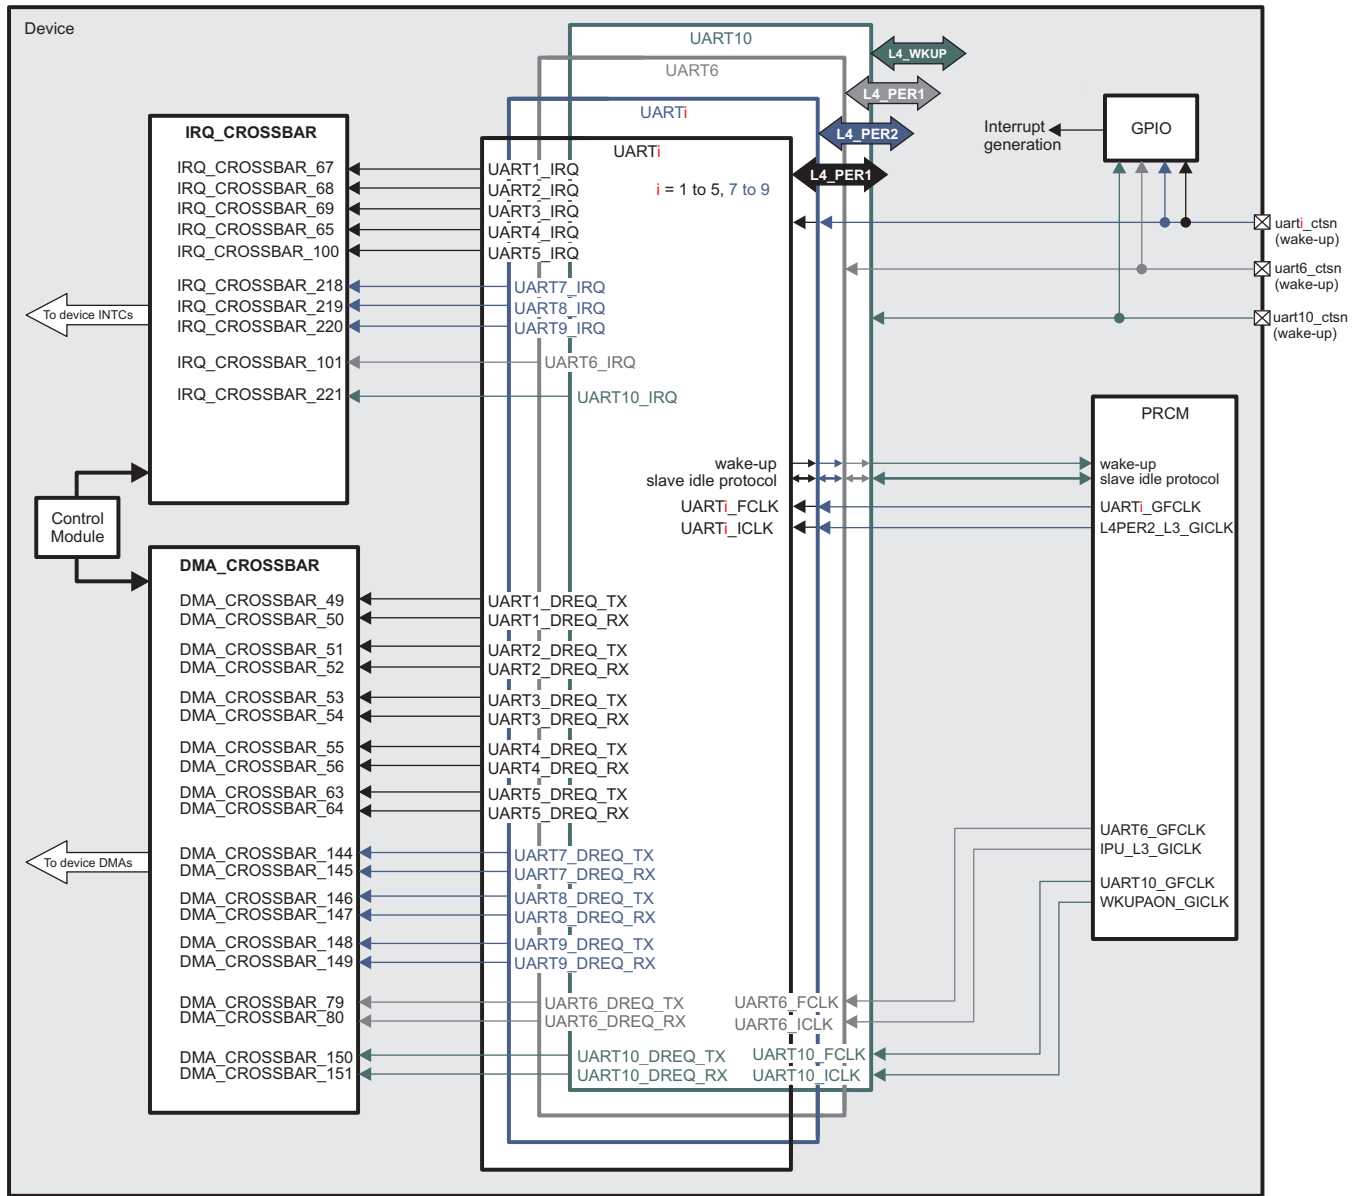 Device
UART10
UART6
UARTi
UARTi
i = 1 to 5, 7 to 9
L4_WKUP
L4_PER1
L4_PER2
L4_PER1
Interrupt
generation
GPIO
uarti_ctsn
(wake-up)
uart6_ctsn
(wake-up)
uart10_ctsn
(wake-up)
IRQ_CROSSBAR
IRQ_CROSSBAR_67
IRQ_CROSSBAR_68
IRQ_CROSSBAR_69
IRQ_CROSSBAR_65
IRQ_CROSSBAR_100
IRQ_CROSSBAR_218
IRQ_CROSSBAR_219
IRQ_CROSSBAR_220
IRQ_CROSSBAR_101
IRQ_CROSSBAR_221
To device INTCs
UART1_IRQ
UART2_IRQ
UART3_IRQ
UART4_IRQ
UART5_IRQ
UART7_IRQ
UART8_IRQ
UART9_IRQ
UART6_IRQ
UART10_IRQ
wake-up
slave idle protocol
UARTi_FCLK
UARTi_ICLK
PRCM
wake-up
slave idle protocol
UARTi_GFCLK
L4PER2_L3_GICLK
UART6_GFCLK
IPU_L3_GICLK
UART10_GFCLK
WKUPAON_GICLK
Control
Module
DMA_CROSSBAR
DMA_CROSSBAR_49
DMA_CROSSBAR_50
DMA_CROSSBAR_51
DMA_CROSSBAR_52
DMA_CROSSBAR_53
DMA_CROSSBAR_54
DMA_CROSSBAR_55
DMA_CROSSBAR_56
DMA_CROSSBAR_63
DMA_CROSSBAR_64
DMA_CROSSBAR_144
DMA_CROSSBAR_145
DMA_CROSSBAR_146
DMA_CROSSBAR_147
DMA_CROSSBAR_148
DMA_CROSSBAR_149
DMA_CROSSBAR_79
DMA_CROSSBAR_80
DMA_CROSSBAR_150
DMA_CROSSBAR_151
To device DMAs
UART1_DREQ_TX
UART1_DREQ_RX
UART2_DREQ_TX
UART2_DREQ_RX
UART3_DREQ_TX
UART3_DREQ_RX
UART4_DREQ_TX
UART4_DREQ_RX
UART5_DREQ_TX
UART5_DREQ_RX
UART7_DREQ_TX
UART7_DREQ_RX
UART8_DREQ_TX
UART8_DREQ_RX
UART9_DREQ_TX
UART9_DREQ_RX
UART6_DREQ_TX
UART6_DREQ_RX
UART10_DREQ_TX
UART10_DREQ_RX
UART6_FCLK
UART6_ICLK
UART10_FCLK
UART10_ICLK